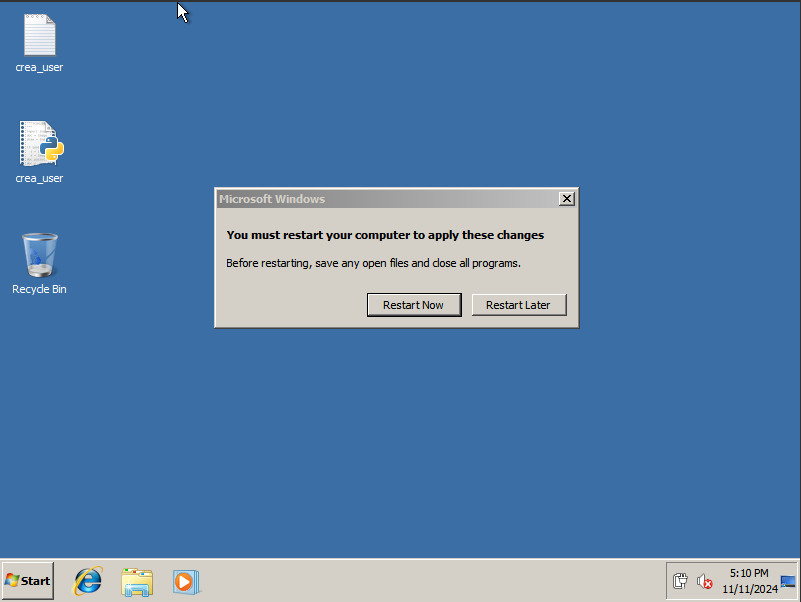 crea_user
crea_user
Recycle Bin
Microsoft Windows
You must restart your computer to apply these changes
Before restarting, save any open files and close all programs.
Restart Now
Restart Later
Start
5:10 PM
11/11/2024